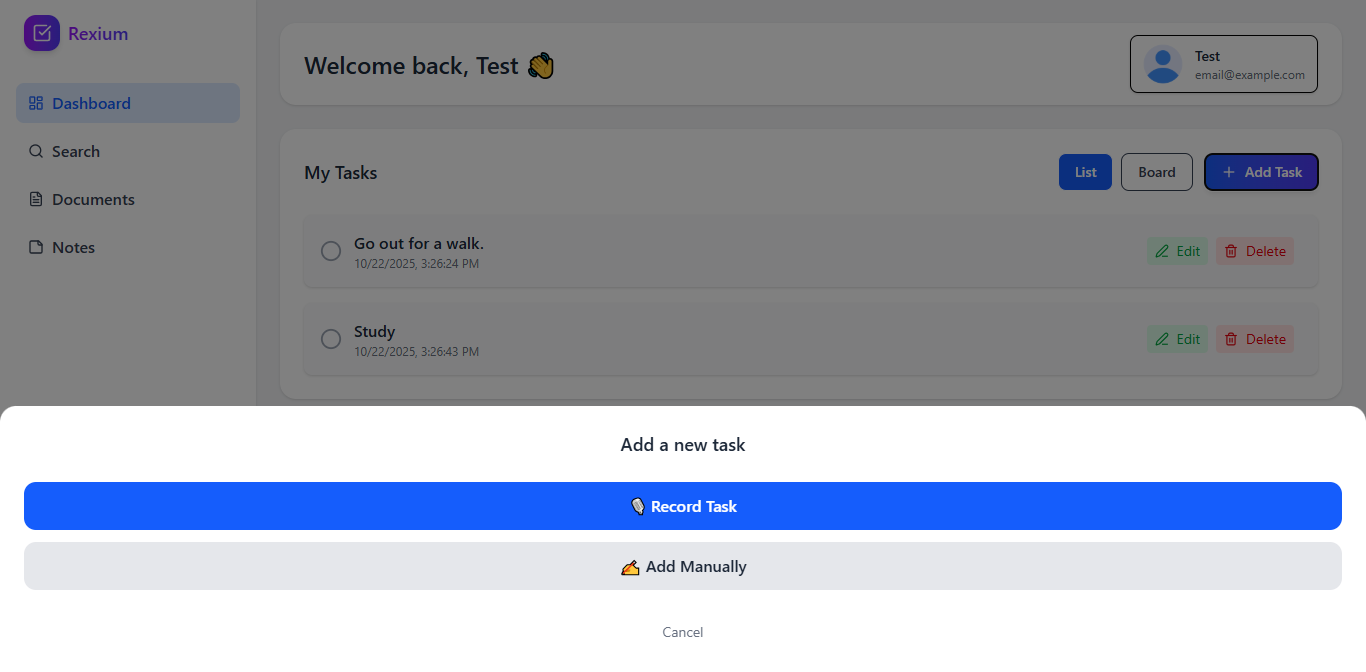 Rexium
Dashboard
Search
Documents
Notes
Welcome back, Test 👋
Test
email@example.com
My Tasks
List
Board
+ Add Task
Go out for a walk.
10/22/2025, 3:26:24 PM
Edit
Delete
Study
10/22/2025, 3:26:43 PM
Edit
Delete
Add a new task
🎙️ Record Task
✍️ Add Manually
Cancel